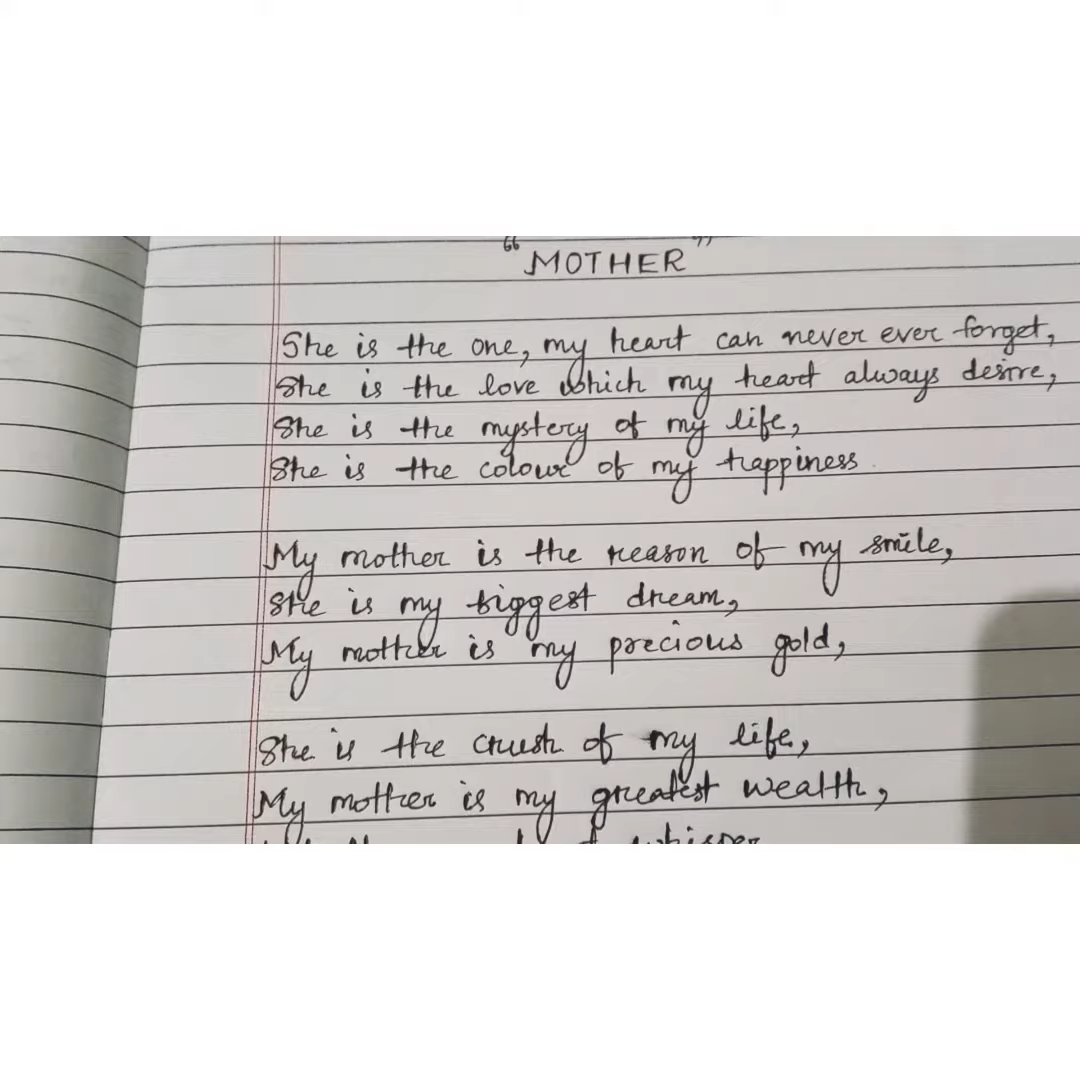 "MOTHER"
She is the one, my heart can never ever forget,
She is the love which my heart always desire,
She is the mystery of my life,
She is the colour of my happiness.
My mother is the reason of my smile,
She is my biggest dream,
My mother is my precious gold,
She is the crush of my life,
My mother is my greatest wealth,
whisper